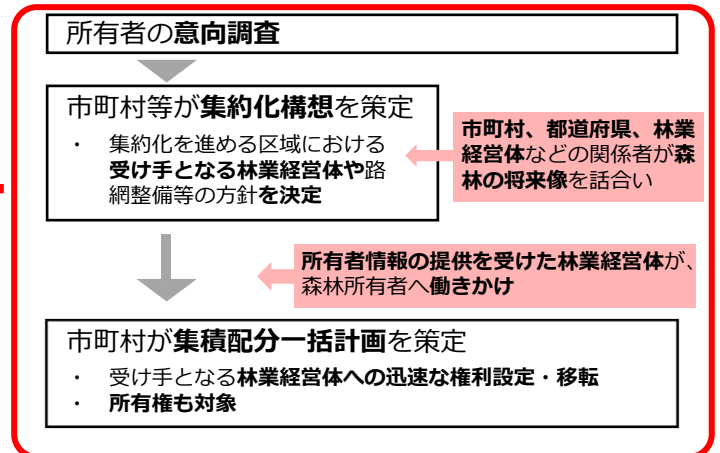 所有者の意向調査
市町村等が集約化構想を策定
・ 集約化を進める区域における
受け手となる林業経営体や路
網整備等の方針を決定
市町村、都道府県、林業
経営体などの関係者が森
林の将来像を話合い
所有者情報の提供を受けた林業経営体が、
森林所有者へ働きかけ
市町村が集積配分一括計画を策定
・ 受け手となる林業経営体への迅速な権利設定・移転
・ 所有権も対象